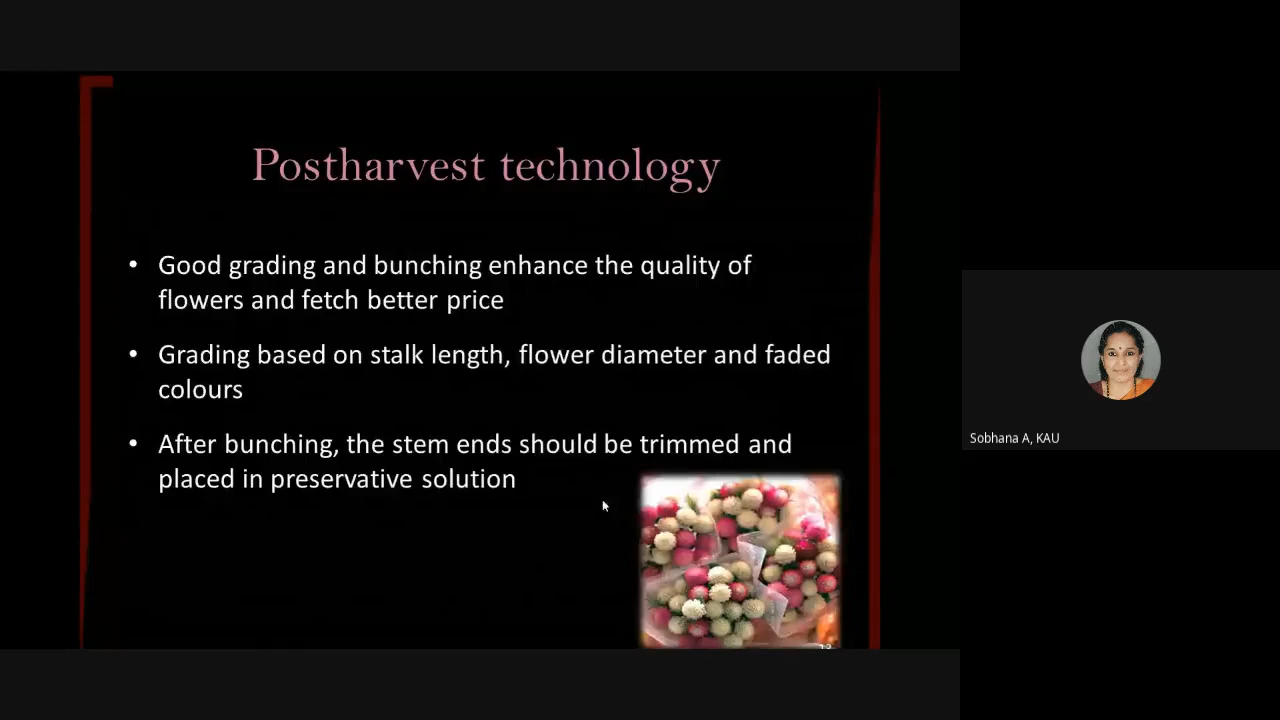 Postharvest technology
• Good grading and bunching enhance the quality of
flowers and fetch better price
• Grading based on stalk length, flower diameter and faded
colours
• After bunching, the stem ends should be trimmed and
placed in preservative solution
Sobhana A, KAU